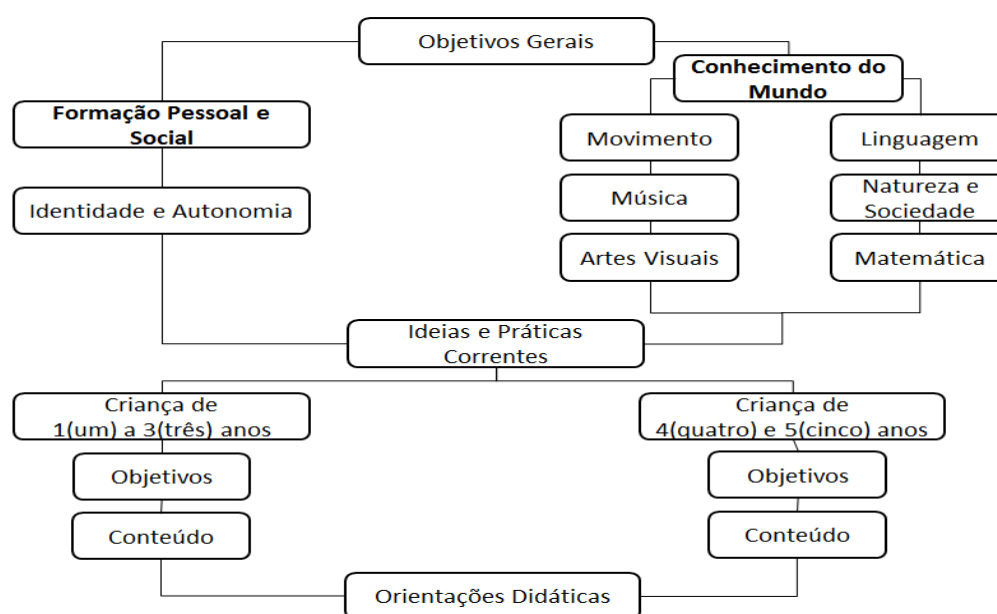 Objetivos Gerais
Conhecimento do
Mundo
Formação Pessoal e
Social
Movimento
Linguagem
Identidade e Autonomia
Música
Natureza e
Sociedade
Artes Visuais
Matemática
Ideias e Práticas
Correntes
Criança de
1(um) a 3(três) anos
Criança de
4(quatro) e 5(cinco) anos
Objetivos
Objetivos
Conteúdo
Conteúdo
Orientações Didáticas